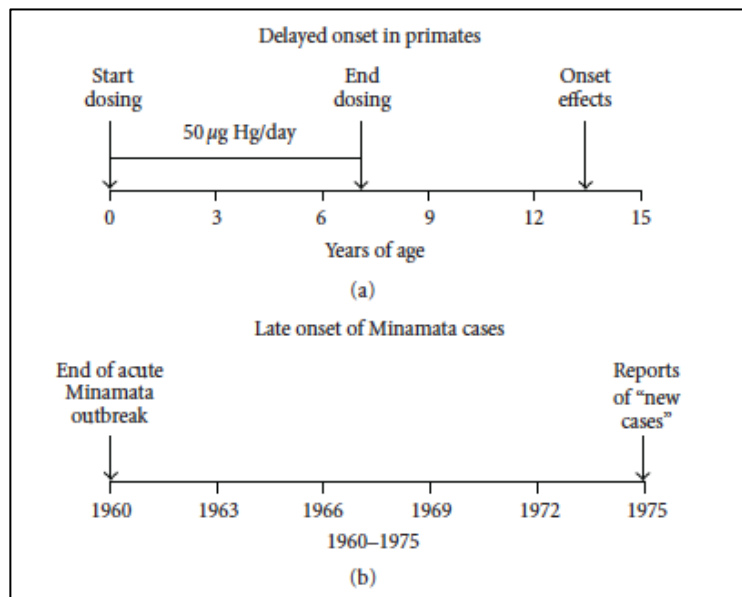 Delayed onset in primates
Start
dosing
End
dosing
Onset
effects
50 μg Hg/day
0 3 6 9 12 15
Years of age
(a)
Late onset of Minamata cases
End of acute
Minamata
outbreak
Reports
of “new
cases”
1960 1963 1966 1969 1972 1975
1960–1975
(b)